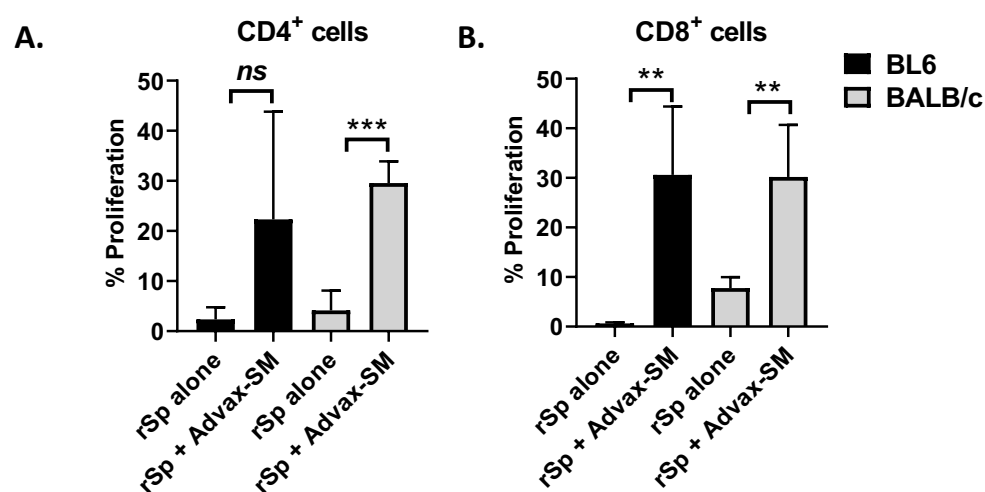 A.
CD4⁺ cells
% Proliferation
50
40
30
20
10
0
ns
***
rSp alone
rSp + Advax-SM
rSp alone
rSp + Advax-SM
B.
CD8⁺ cells
% Proliferation
50
40
30
20
10
0
**
**
rSp alone
rSp + Advax-SM
rSp alone
rSp + Advax-SM
BL6
BALB/c